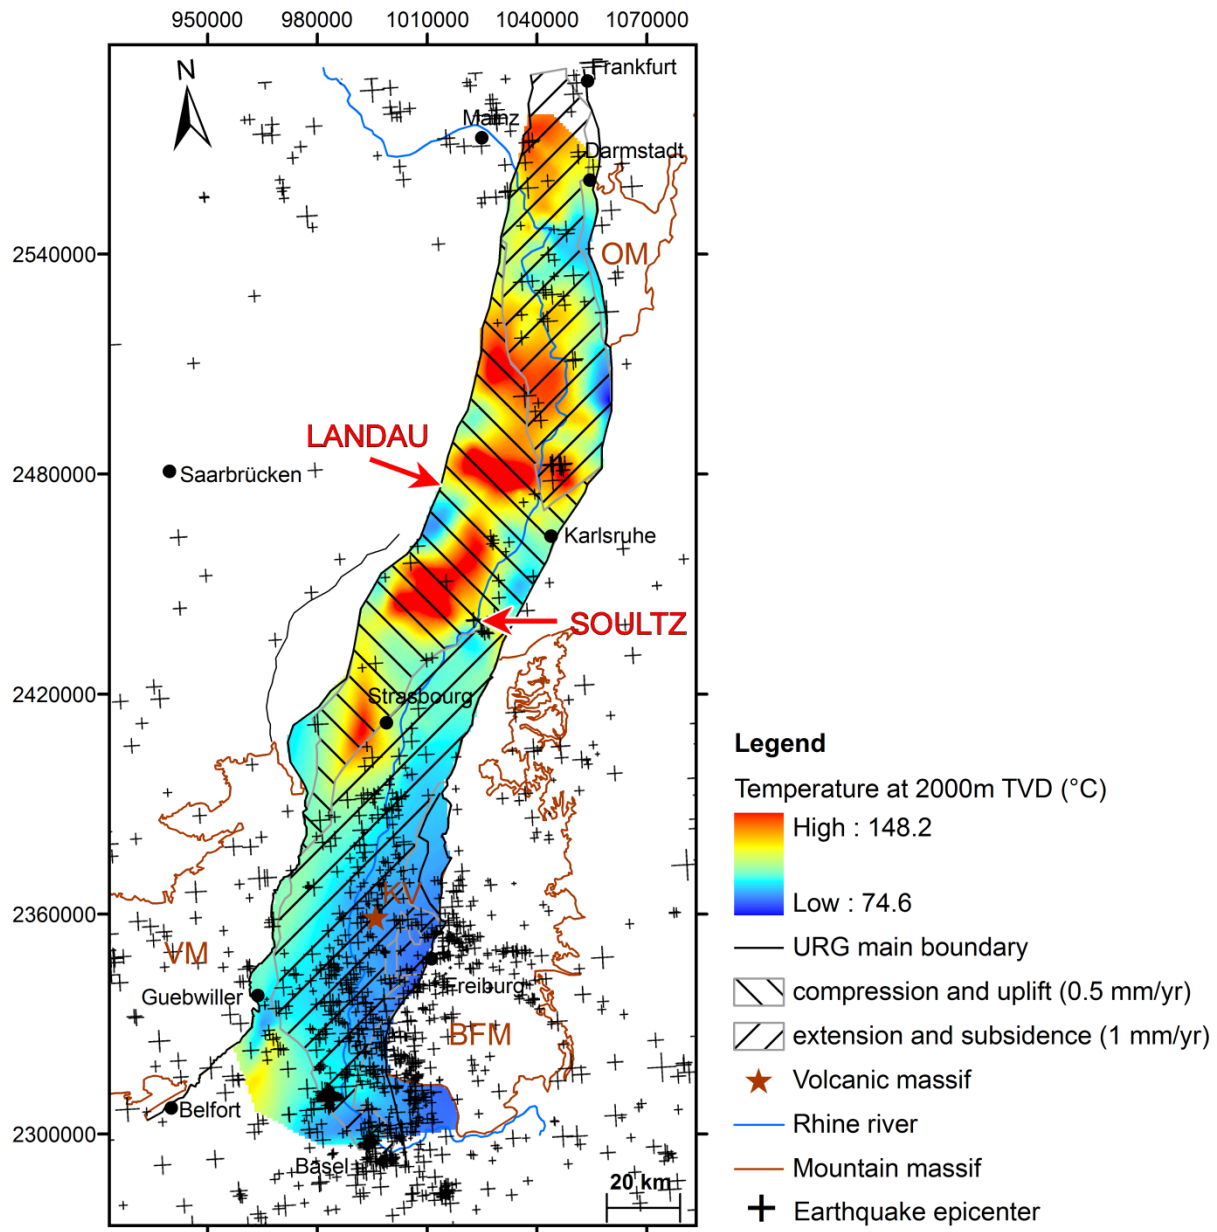 950000 980000 1010000 1040000 1070000
N
Frankfurt
Mainz
Darmstadt
2540000
OM
LANDAU
2480000
Saarbrücken
Karlsruhe
SOULTZ
2420000
Strasbourg
Legend
Temperature at 2000m TVD (°C)
High : 148.2
KV
Low : 74.6
2360000
URG main boundary
VM
Freiburg
Guebwiller
compression and uplift (0.5 mm/yr)
BFM
extension and subsidence (1 mm/yr)
Volcanic massif
Belfort
Rhine river
2300000
Basel
Mountain massif
20 km
Earthquake epicenter